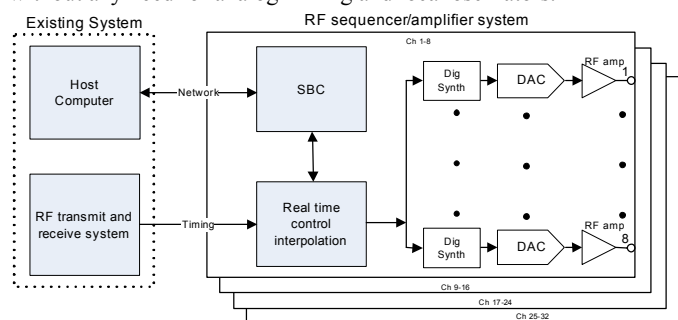 Existing System
RF sequencer/amplifier system
Ch 1-8
Host
Computer
Network
SBC
Dig
Synth
DAC
RF amp
1
RF transmit and
receive system
Timing
Real time
control
interpolation
Dig
Synth
DAC
RF amp
8
Ch 9-16
Ch 17-24
Ch 25-32